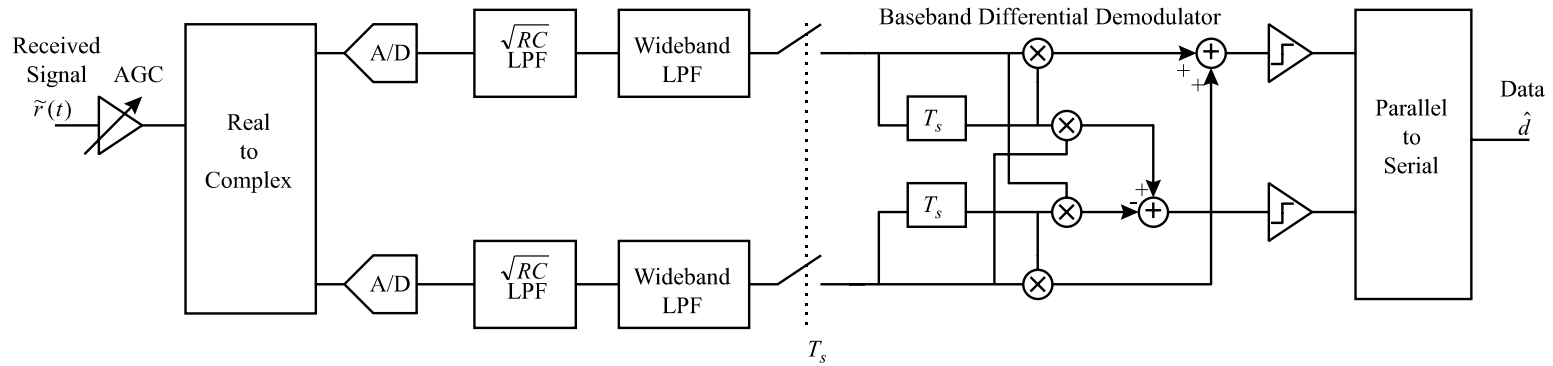 Baseband Differential Demodulator
Received
Signal
AGC
r̃(t)
Real
to
Complex
A/D
√RC
LPF
Wideband
LPF
T_s
+
+
+
Parallel
to
Serial
Data
d̂
+
-
T_s
+
A/D
√RC
LPF
Wideband
LPF
T_s